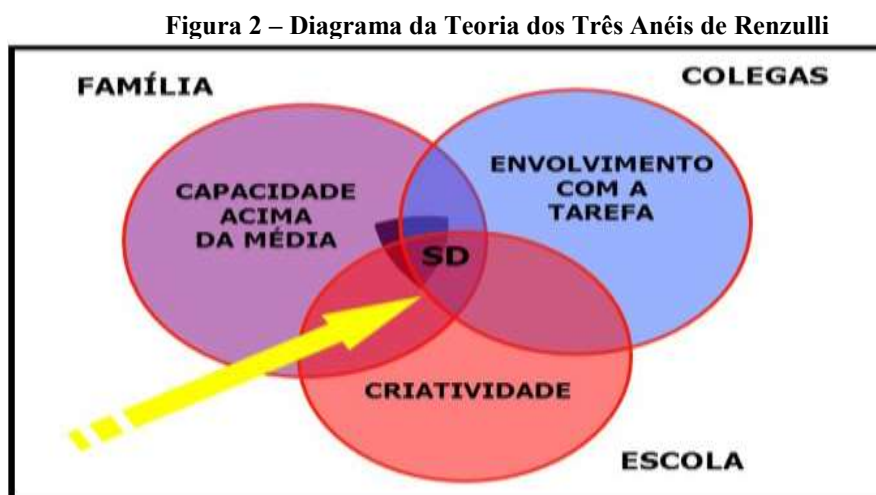 Figura 2 – Diagrama da Teoria dos Três Anéis de Renzulli
FAMÍLIA
COLEGAS
CAPACIDADE
ACIMA
DA MÉDIA
ENVOLVIMENTO
COM A
TAREFA
SD
CRIATIVIDADE
ESCOLA